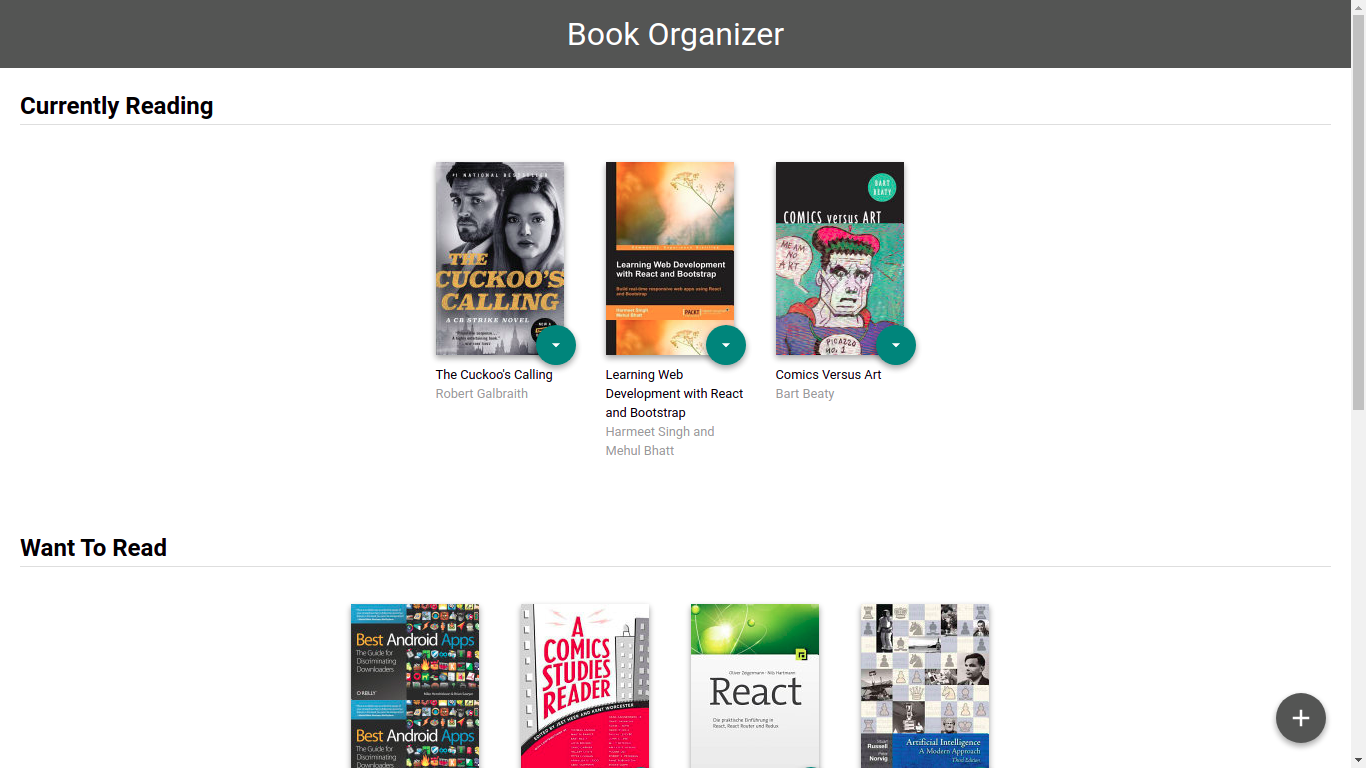 Book Organizer
Currently Reading
#1 NATIONAL BESTSELLER
THE
CUCKOO'S
CALLING
A CB STRIKE NOVEL
The Cuckoo's Calling
Robert Galbraith
Learning Web Development
with React and Bootstrap
Build real-time responsive web apps using React
and Bootstrap
Harmeet Singh
Mehul Bhatt
PACKT
Learning Web
Development with React
and Bootstrap
Harmeet Singh and
Mehul Bhatt
BART
BEATY
COMICS versus ART
ME AM
NO
ART
PICAZZO
NO. 1
Comics Versus Art
Bart Beaty
Want To Read
Best Android Apps
The Guide for
Discriminating
Downloaders
O'REILLY
Best Android Apps
The Guide for
Discriminating
Downloaders
A
COMICS
STUDIES
READER
EDITED BY JEET HEER AND KENT WORCESTER
Oliver Zeigermann · Nils Hartmann
React
Die praktische Einführung in
React, React Router und Redux
Stuart
Russell
Peter
Norvig
Artificial Intelligence
A Modern Approach
Third Edition